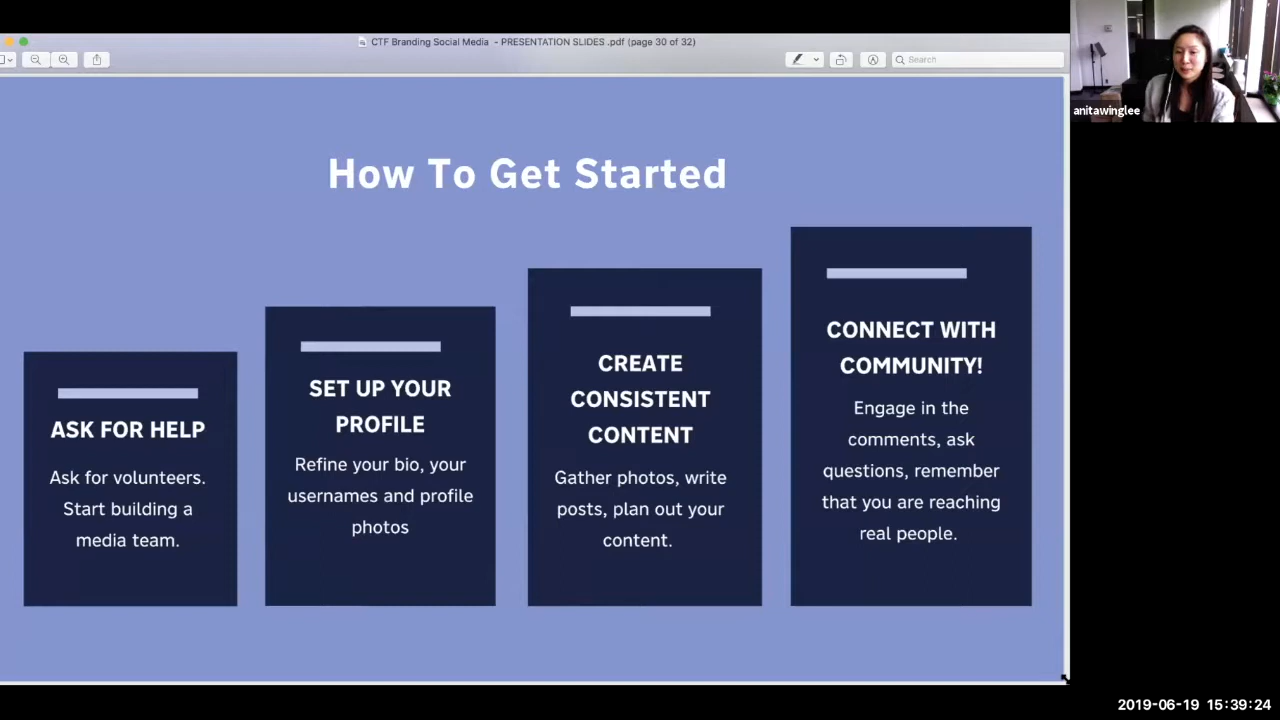 CTF Branding Social Media - PRESENTATION SLIDES .pdf (page 30 of 32)
Search
anitawinglee
How To Get Started
ASK FOR HELP
Ask for volunteers.
Start building a
media team.
SET UP YOUR
PROFILE
Refine your bio, your
usernames and profile
photos
CREATE
CONSISTENT
CONTENT
Gather photos, write
posts, plan out your
content.
CONNECT WITH
COMMUNITY!
Engage in the
comments, ask
questions, remember
that you are reaching
real people.
2019-06-19 15:39:24